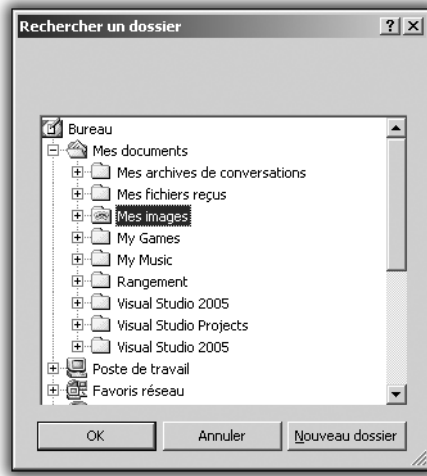 Rechercher un dossier
Bureau
Mes documents
Mes archives de conversations
Mes fichiers reçus
Mes images
My Games
My Music
Rangement
Visual Studio 2005
Visual Studio Projects
Visual Studio 2005
Poste de travail
Favoris réseau
OK Annuler Nouveau dossier